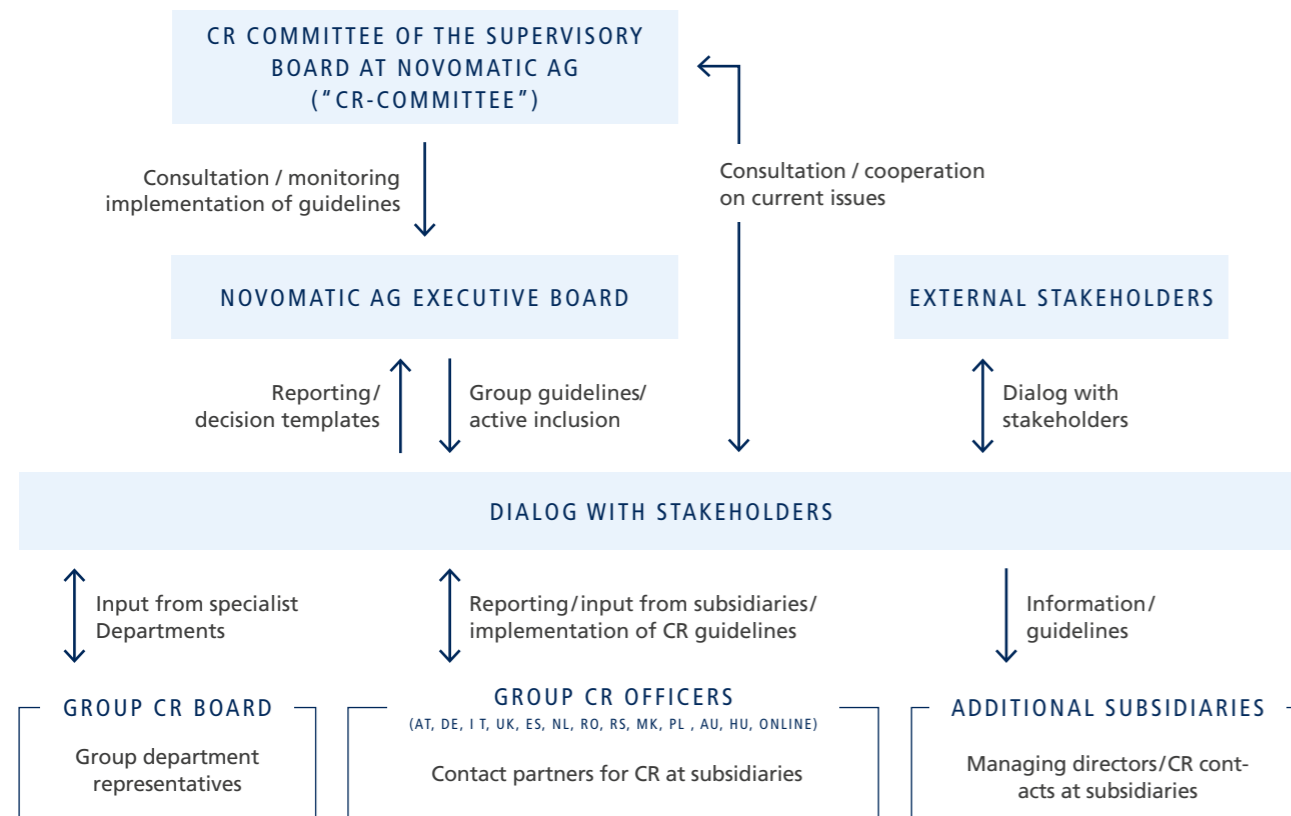 CR COMMITTEE OF THE SUPERVISORY
BOARD AT NOVOMATIC AG
("CR-COMMITTEE")
Consultation / monitoring
implementation of guidelines
Consultation / cooperation
on current issues
NOVOMATIC AG EXECUTIVE BOARD
EXTERNAL STAKEHOLDERS
Reporting/
decision templates
Group guidelines/
active inclusion
Dialog with
stakeholders
DIALOG WITH STAKEHOLDERS
Input from specialist
Departments
Reporting/input from subsidiaries/
implementation of CR guidelines
Information/
guidelines
GROUP CR BOARD
Group department
representatives
GROUP CR OFFICERS
(AT, DE, I T, UK, ES, NL, RO, RS, MK, PL , AU, HU, ONLINE)
Contact partners for CR at subsidiaries
ADDITIONAL SUBSIDIARIES
Managing directors/CR cont-
acts at subsidiaries